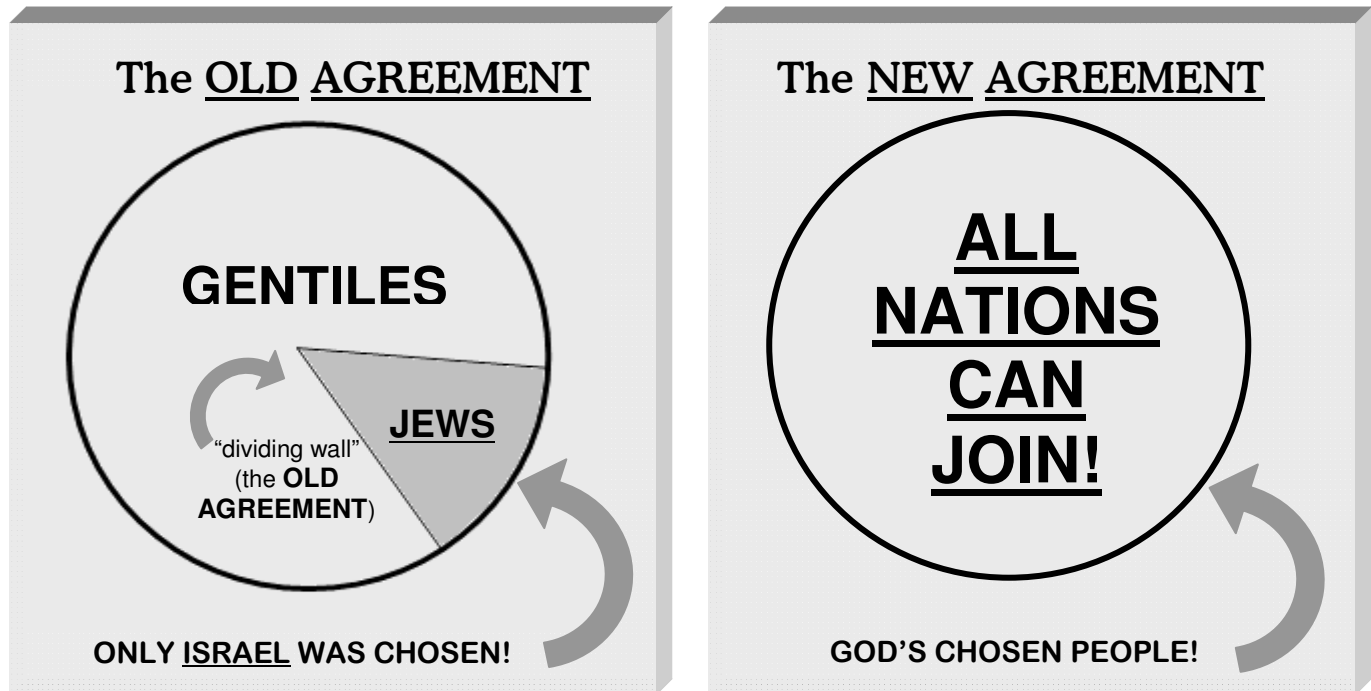 The OLD AGREEMENT
GENTILES
JEWS
“dividing wall”
(the OLD
AGREEMENT)
ONLY ISRAEL WAS CHOSEN!
The NEW AGREEMENT
ALL
NATIONS
CAN
JOIN!
GOD’S CHOSEN PEOPLE!